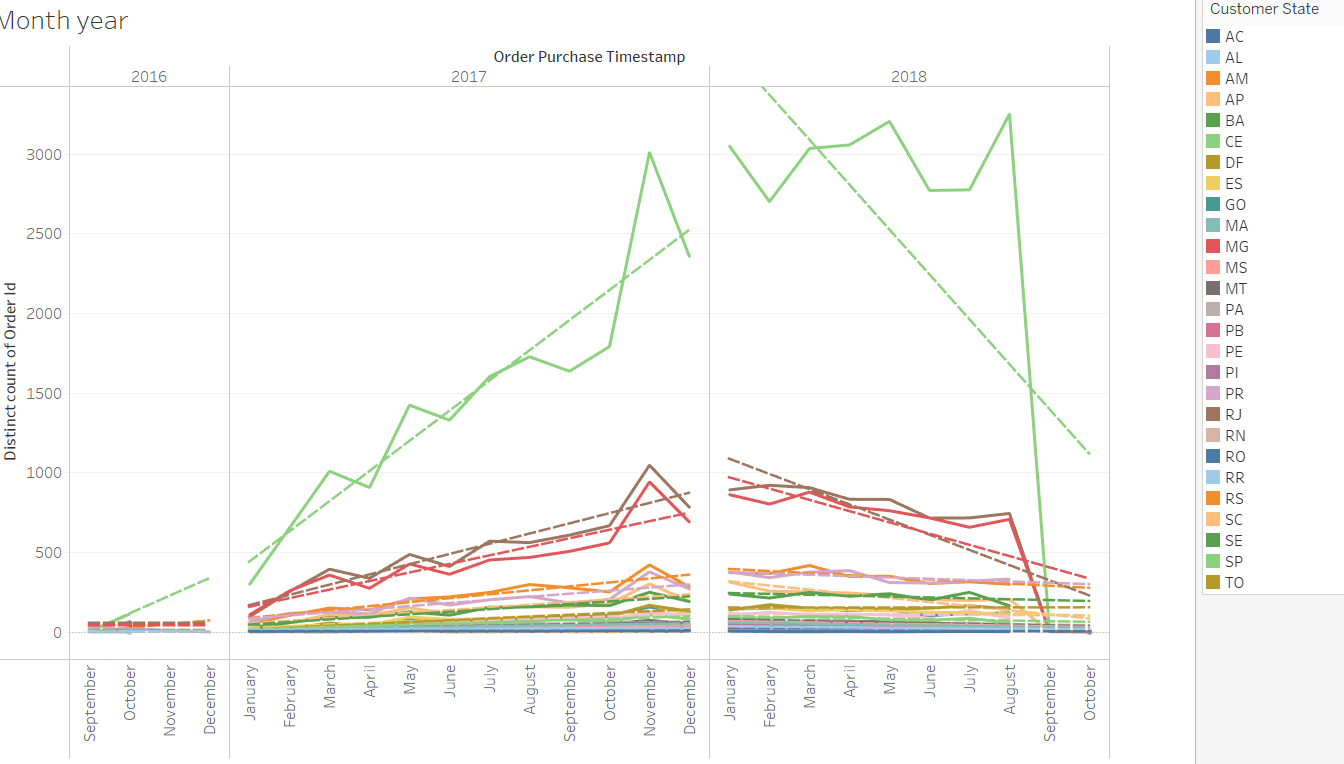 Month year
Order Purchase Timestamp
2016
2017
2018
Distinct count of Order Id
3000
2500
2000
1500
1000
500
0
September
October
November
December
January
February
March
April
May
June
July
August
September
October
November
December
January
February
March
April
May
June
July
August
September
October
Customer State
AC
AL
AM
AP
BA
CE
DF
ES
GO
MA
MG
MS
MT
PA
PB
PE
PI
PR
RJ
RN
RO
RR
RS
SC
SE
SP
TO